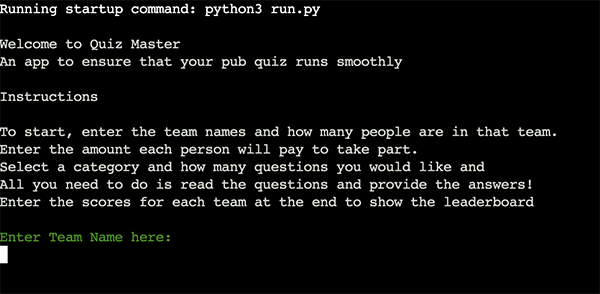 Running startup command: python3 run.py
Welcome to Quiz Master
An app to ensure that your pub quiz runs smoothly
Instructions
To start, enter the team names and how many people are in that team.
Enter the amount each person will pay to take part.
Select a category and how many questions you would like and
All you need to do is read the questions and provide the answers!
Enter the scores for each team at the end to show the leaderboard
Enter Team Name here: